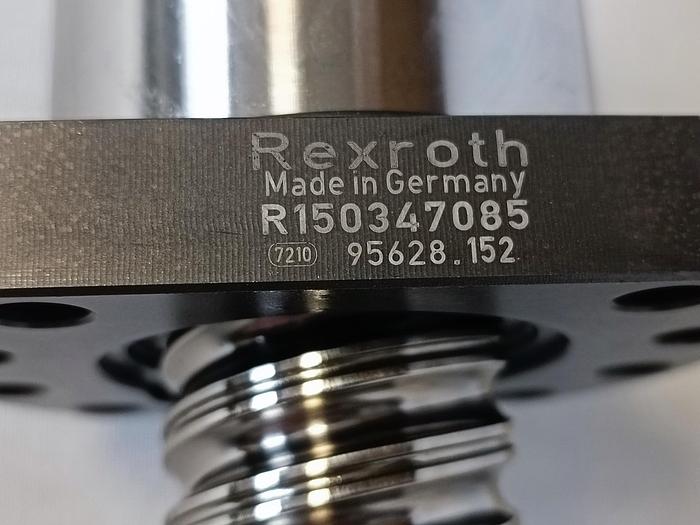 Rexroth
Made in Germany
R150347085
7210 95628.152